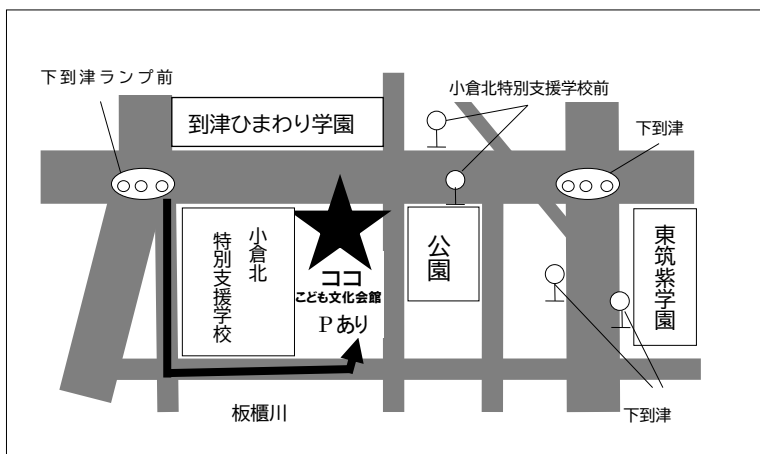 下到津ランプ前
到津ひまわり学園
小倉北特別支援学校前
下到津
小倉北
特別支援学校
ココ
こども文化会館
Pあり
公園
東筑紫学園
板櫃川
下到津